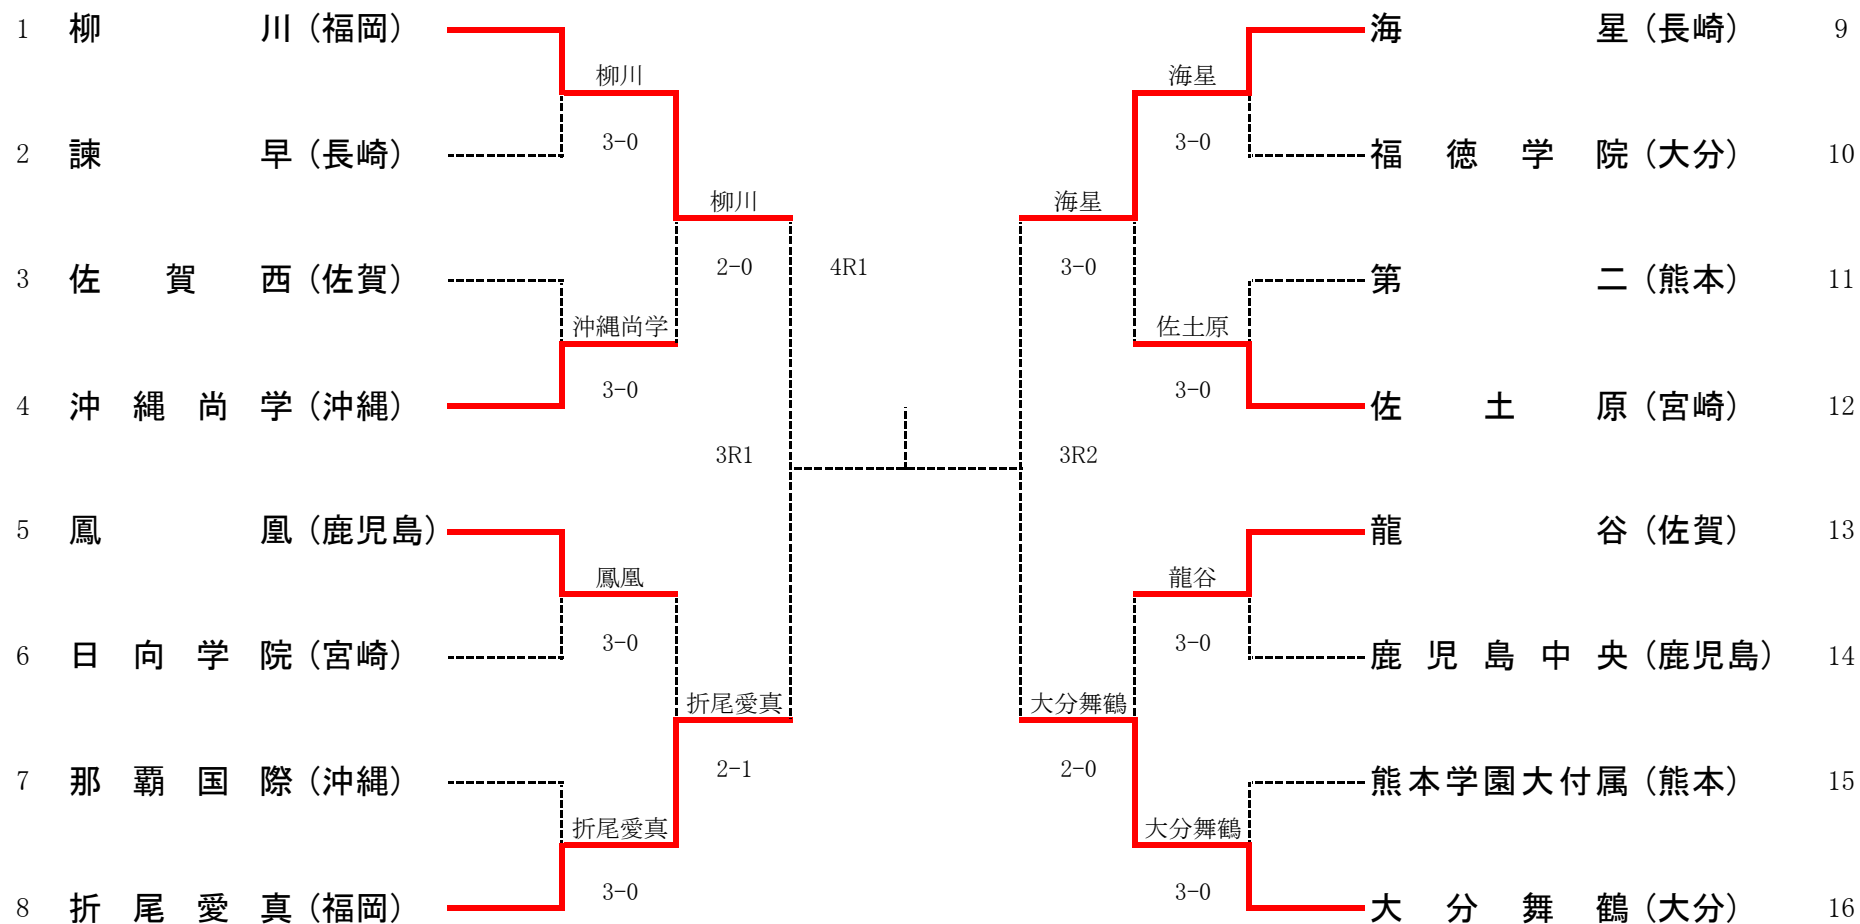 1 柳川（福岡） 海星（長崎） 9
柳川 海星
2 諫早（長崎） 3-0 3-0 福徳学院（大分） 10
柳川 海星
3 佐賀西（佐賀） 2-0 4R1 3-0 第二（熊本） 11
沖縄尚学 佐土原
4 沖縄尚学（沖縄） 3-0 3-0 佐土原（宮崎） 12
3R1 3R2
5 鳳凰（鹿児島） 龍谷（佐賀） 13
鳳凰 龍谷
6 日向学院（宮崎） 3-0 3-0 鹿児島中央（鹿児島） 14
折尾愛真 大分舞鶴
7 那覇国際（沖縄） 2-1 2-0 熊本学園大付属（熊本） 15
折尾愛真 大分舞鶴
8 折尾愛真（福岡） 3-0 3-0 大分舞鶴（大分） 16